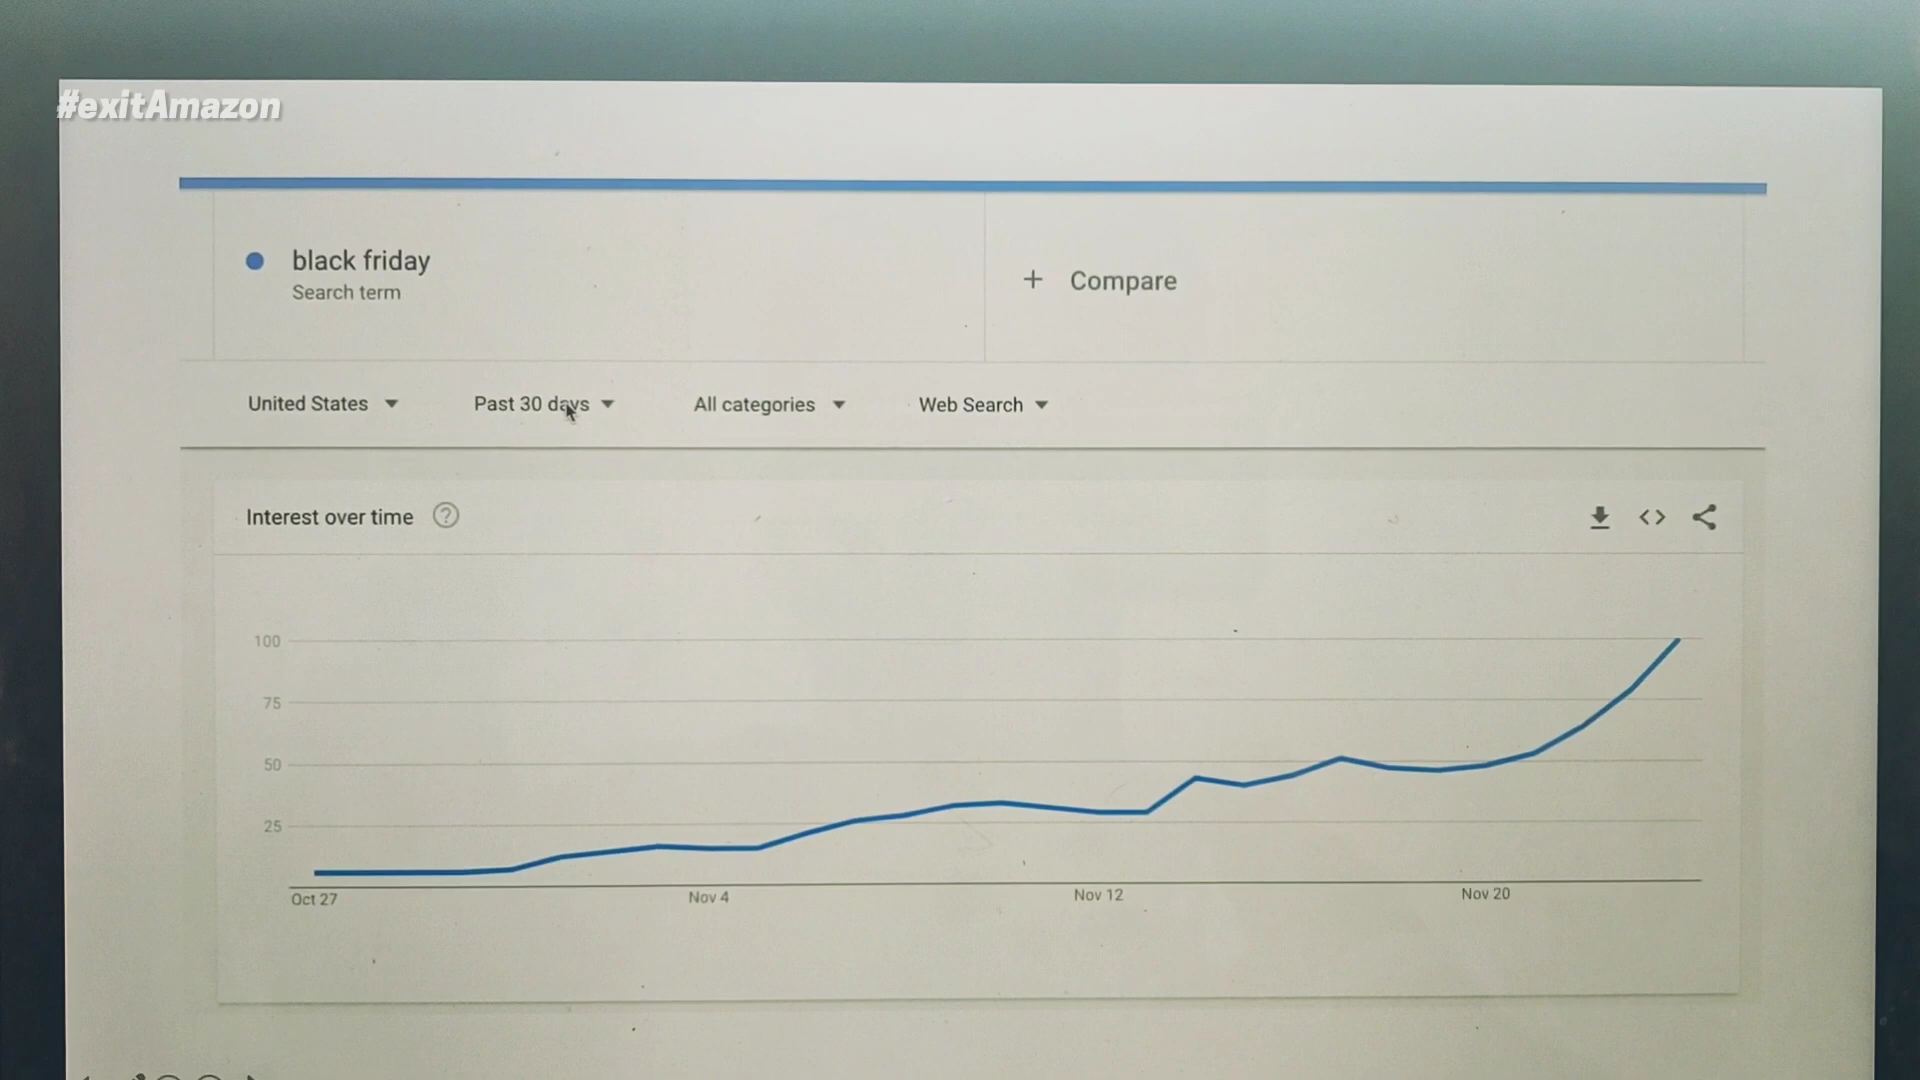 #exitAmazon
black friday
Search term
+ Compare
United States
Past 30 days
All categories
Web Search
Interest over time ?
<>
100
75
50
25
Oct 27
Nov 4
Nov 12
Nov 20